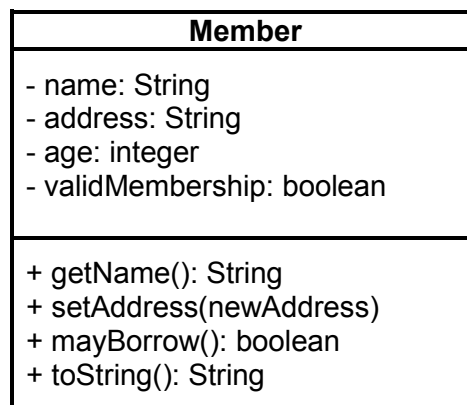 Member
- name: String
- address: String
- age: integer
- validMembership: boolean
+ getName(): String
+ setAddress(newAddress)
+ mayBorrow(): boolean
+ toString(): String